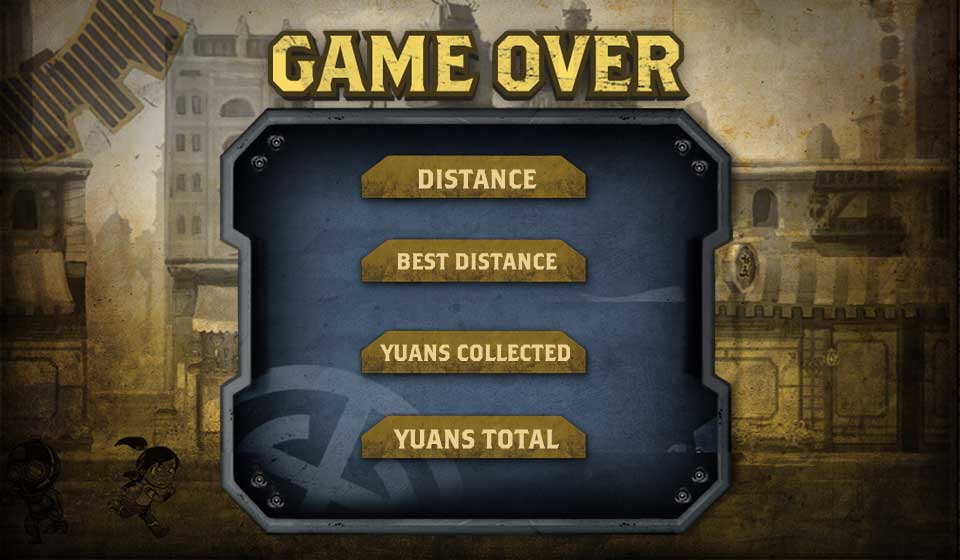 GAME OVER
DISTANCE
BEST DISTANCE
YUANS COLLECTED
YUANS TOTAL